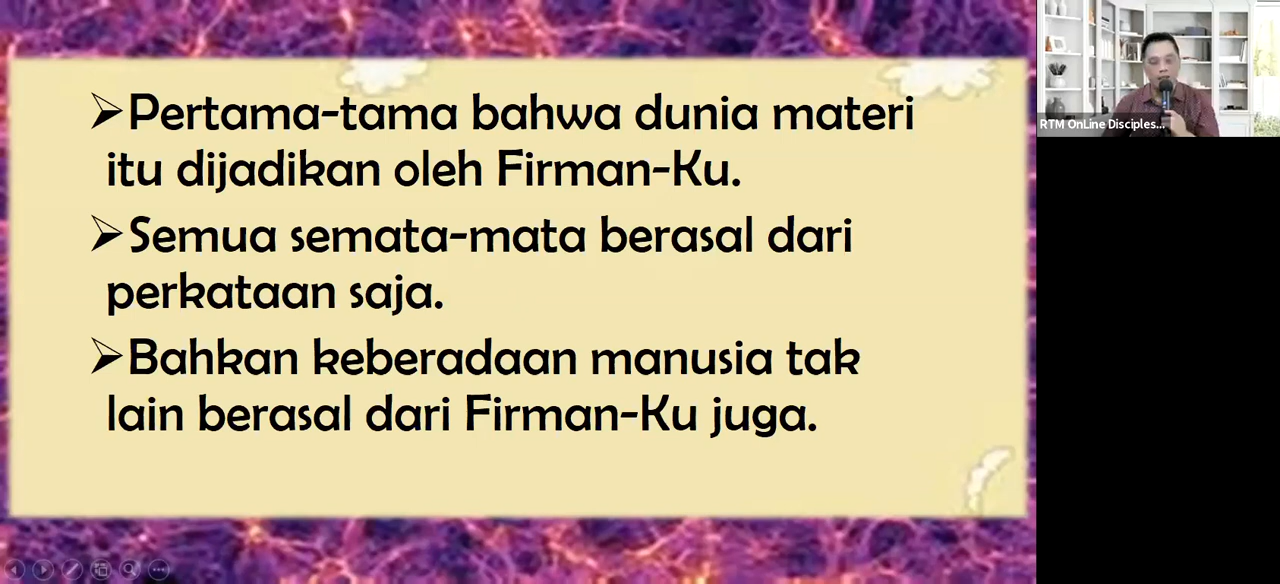 ➢Pertama-tama bahwa dunia materi
itu dijadikan oleh Firman-Ku.
➢Semua semata-mata berasal dari
perkataan saja.
➢Bahkan keberadaan manusia tak
lain berasal dari Firman-Ku juga.
RTM OnLine Disciples...